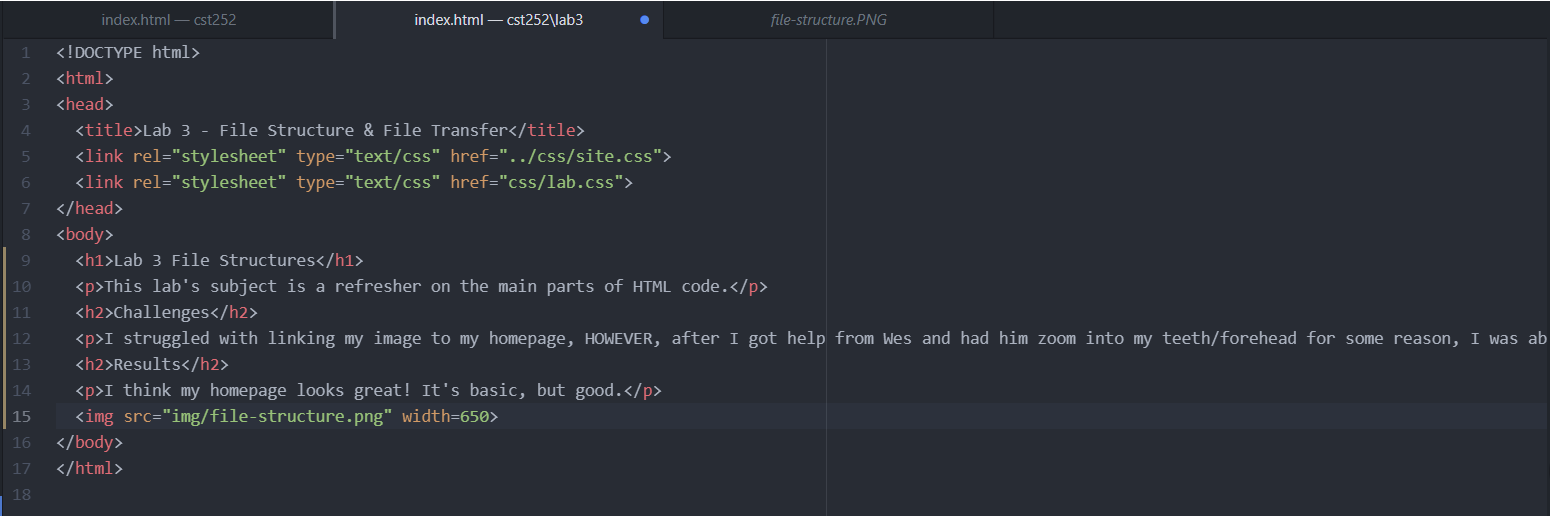 index.html — cst252
index.html — cst252\lab3
file-structure.PNG
1 <!DOCTYPE html>
2 <html>
3 <head>
4 <title>Lab 3 - File Structure & File Transfer</title>
5 <link rel="stylesheet" type="text/css" href="../css/site.css">
6 <link rel="stylesheet" type="text/css" href="css/lab.css">
7 </head>
8 <body>
9 <h1>Lab 3 File Structures</h1>
10 <p>This lab's subject is a refresher on the main parts of HTML code.</p>
11 <h2>Challenges</h2>
12 <p>I struggled with linking my image to my homepage, HOWEVER, after I got help from Wes and had him zoom into my teeth/forehead for some reason, I was ab
13 <h2>Results</h2>
14 <p>I think my homepage looks great! It's basic, but good.</p>
15 <img src="img/file-structure.png" width=650>
16 </body>
17 </html>
18